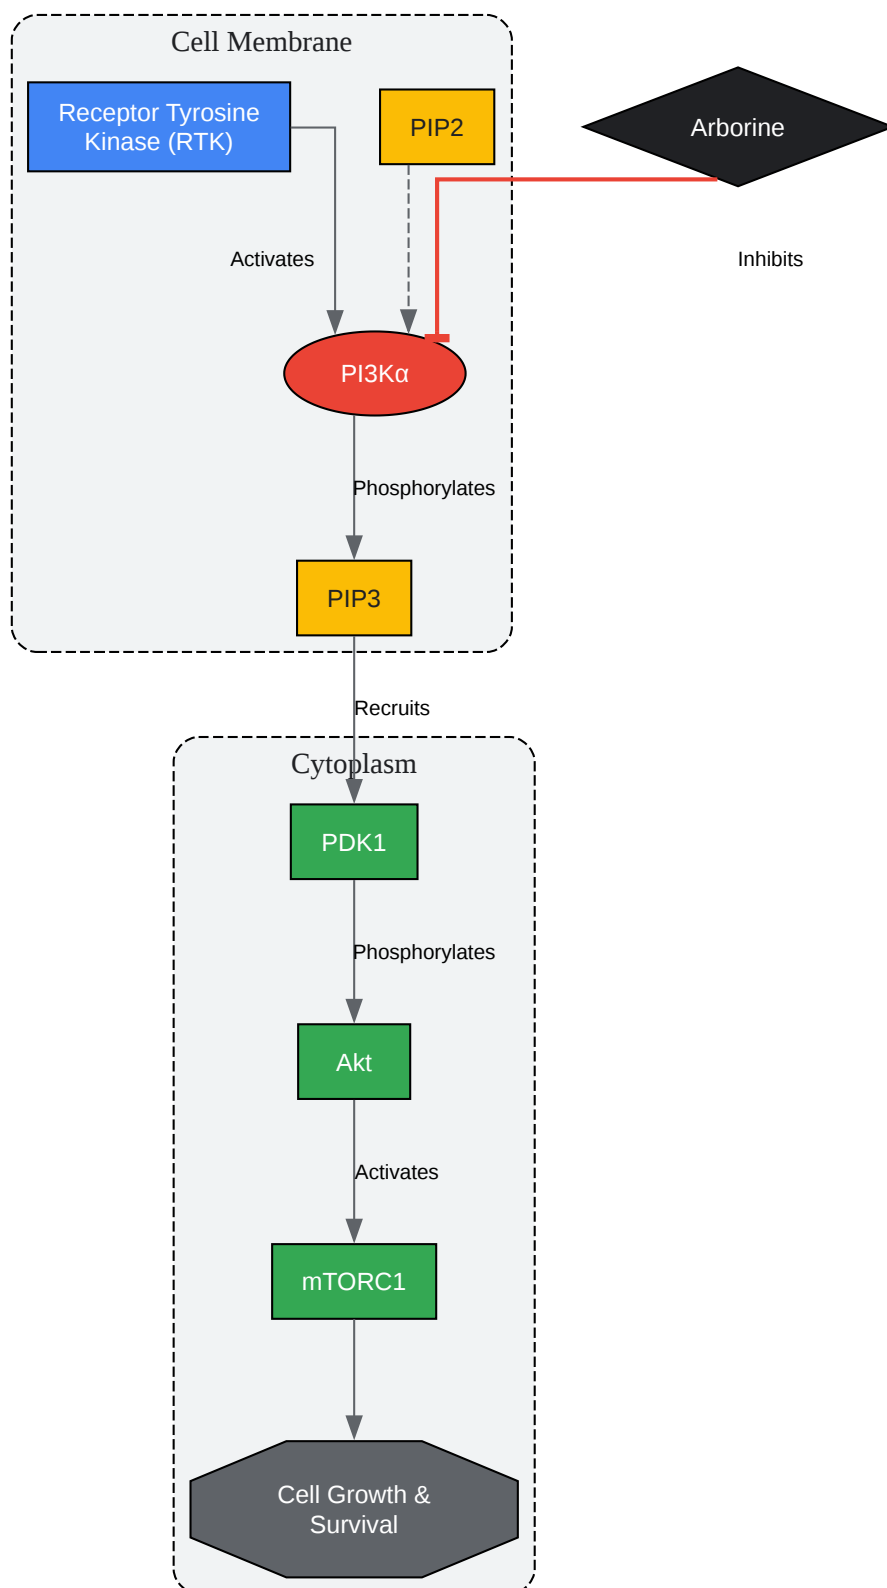 Cell Membrane
Receptor Tyrosine
Kinase (RTK)
PIP2
Arborine
Activates
Inhibits
PI3Kα
Phosphorylates
PIP3
Recruits
Cytoplasm
PDK1
Phosphorylates
Akt
Activates
mTORC1
Cell Growth &
Survival